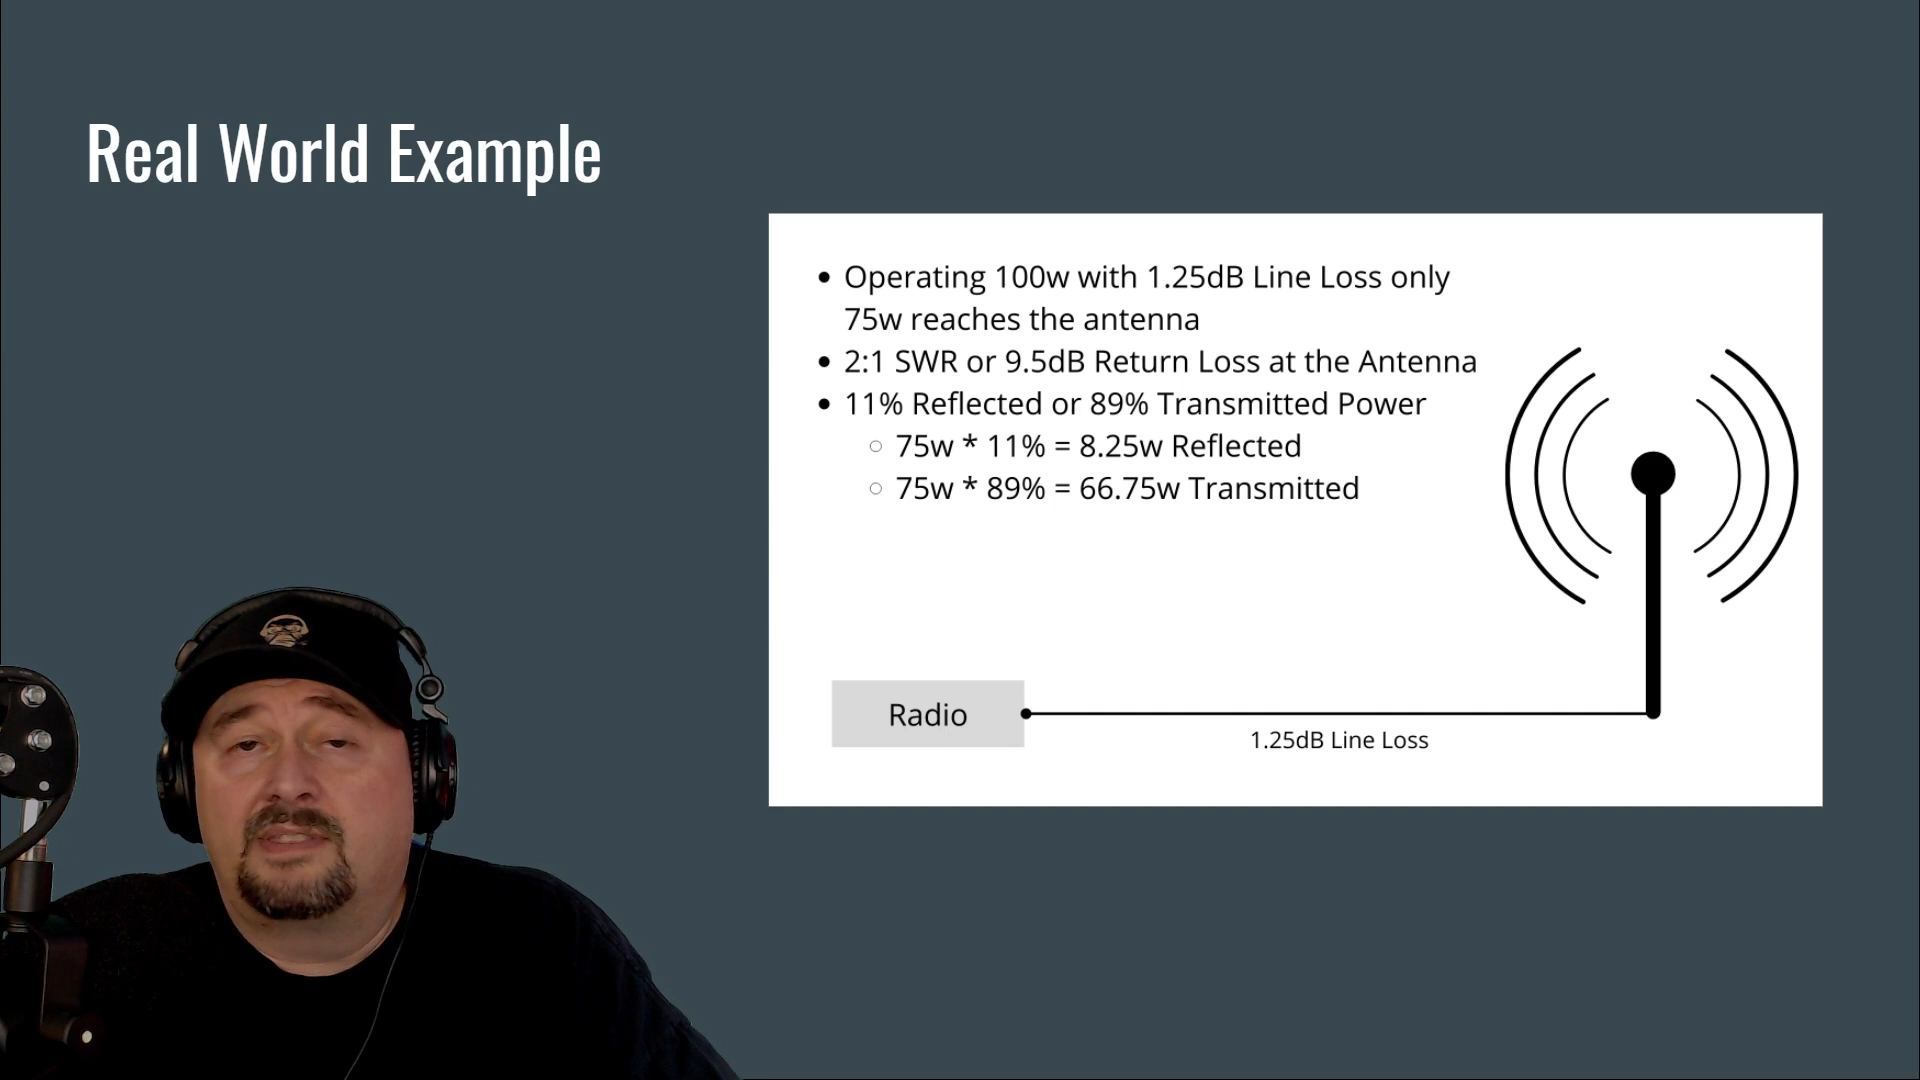 Real World Example
• Operating 100w with 1.25dB Line Loss only
75w reaches the antenna
• 2:1 SWR or 9.5dB Return Loss at the Antenna
• 11% Reflected or 89% Transmitted Power
○ 75w * 11% = 8.25w Reflected
○ 75w * 89% = 66.75w Transmitted
Radio
1.25dB Line Loss